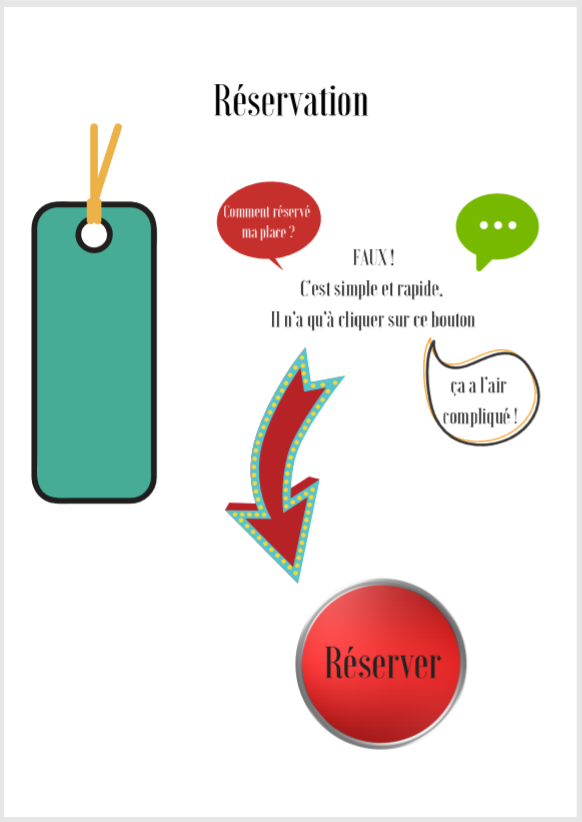 Réservation
Comment réservé
ma place ?
FAUX !
C'est simple et rapide.
Il n'a qu'à cliquer sur ce bouton
ça a l'air
compliqué !
Réserver